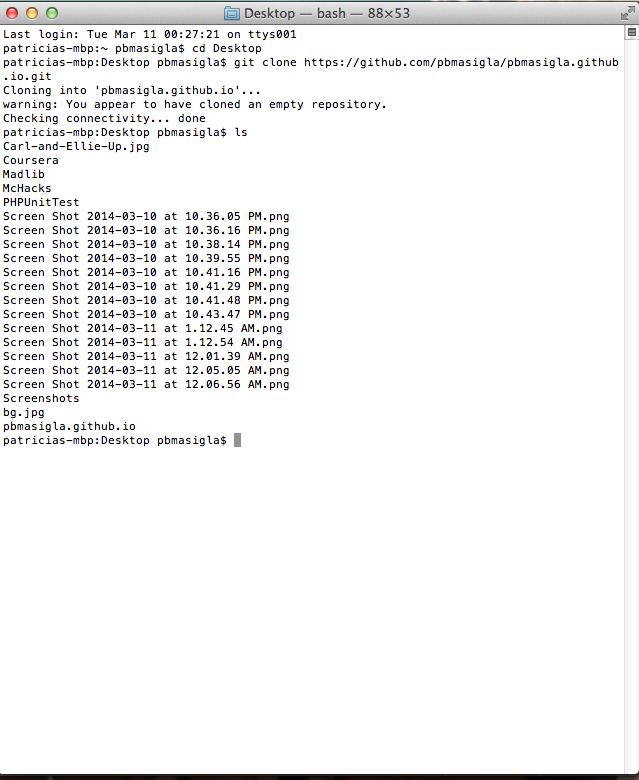 Desktop — bash — 88×53
Last login: Tue Mar 11 00:27:21 on ttys001
patricias-mbp:~ pbmasigla$ cd Desktop
patricias-mbp:Desktop pbmasigla$ git clone https://github.com/pbmasigla/pbmasigla.github
.io.git
Cloning into 'pbmasigla.github.io'...
warning: You appear to have cloned an empty repository.
Checking connectivity... done
patricias-mbp:Desktop pbmasigla$ ls
Carl-and-Ellie-Up.jpg
Coursera
Madlib
McHacks
PHPUnitTest
Screen Shot 2014-03-10 at 10.36.05 PM.png
Screen Shot 2014-03-10 at 10.36.16 PM.png
Screen Shot 2014-03-10 at 10.38.14 PM.png
Screen Shot 2014-03-10 at 10.39.55 PM.png
Screen Shot 2014-03-10 at 10.41.16 PM.png
Screen Shot 2014-03-10 at 10.41.29 PM.png
Screen Shot 2014-03-10 at 10.41.48 PM.png
Screen Shot 2014-03-10 at 10.43.47 PM.png
Screen Shot 2014-03-11 at 1.12.45 AM.png
Screen Shot 2014-03-11 at 1.12.54 AM.png
Screen Shot 2014-03-11 at 12.01.39 AM.png
Screen Shot 2014-03-11 at 12.05.05 AM.png
Screen Shot 2014-03-11 at 12.06.56 AM.png
Screenshots
bg.jpg
pbmasigla.github.io
patricias-mbp:Desktop pbmasigla$